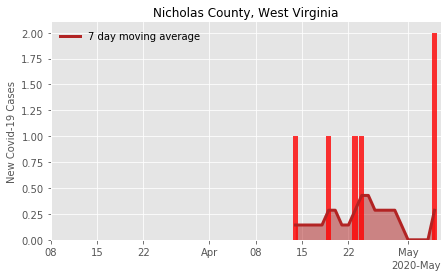 Nicholas County, West Virginia
7 day moving average
New Covid-19 Cases
2.00
1.75
1.50
1.25
1.00
0.75
0.50
0.25
0.00
08 15 22 Apr 08 15 22 May
2020-May